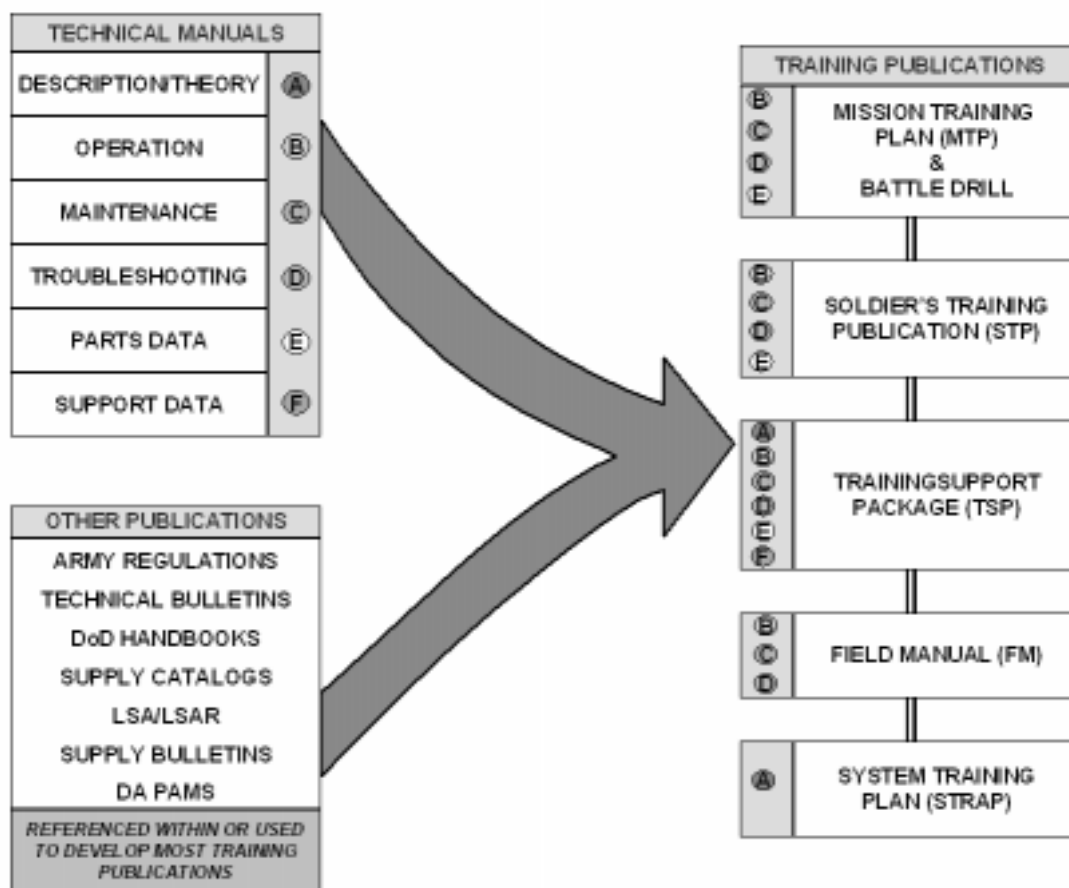 TECHNICAL MANUALS
DESCRIPTION/THEORY A
OPERATION B
MAINTENANCE C
TROUBLESHOOTING D
PARTS DATA E
SUPPORT DATA F
OTHER PUBLICATIONS
ARMY REGULATIONS
TECHNICAL BULLETINS
DoD HANDBOOKS
SUPPLY CATALOGS
LSA/LSAR
SUPPLY BULLETINS
DA PAMS
REFERENCED WITHIN OR USED
TO DEVELOP MOST TRAINING
PUBLICATIONS
TRAINING PUBLICATIONS
B
C
D
E
MISSION TRAINING
PLAN (MTP)
&
BATTLE DRILL
B
C
D
E
SOLDIER'S TRAINING
PUBLICATION (STP)
A
B
C
D
E
F
TRAININGSUPPORT
PACKAGE (TSP)
B
C
D
FIELD MANUAL (FM)
A
SYSTEM TRAINING
PLAN (STRAP)